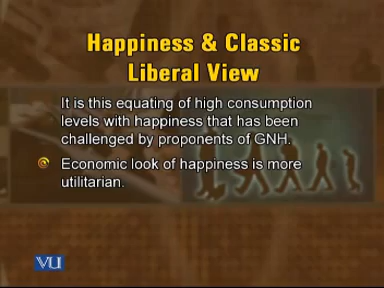 Happiness & Classic
Liberal View
It is this equating of high consumption
levels with happiness that has been
challenged by proponents of GNH.
Economic look of happiness is more
utilitarian.
VU